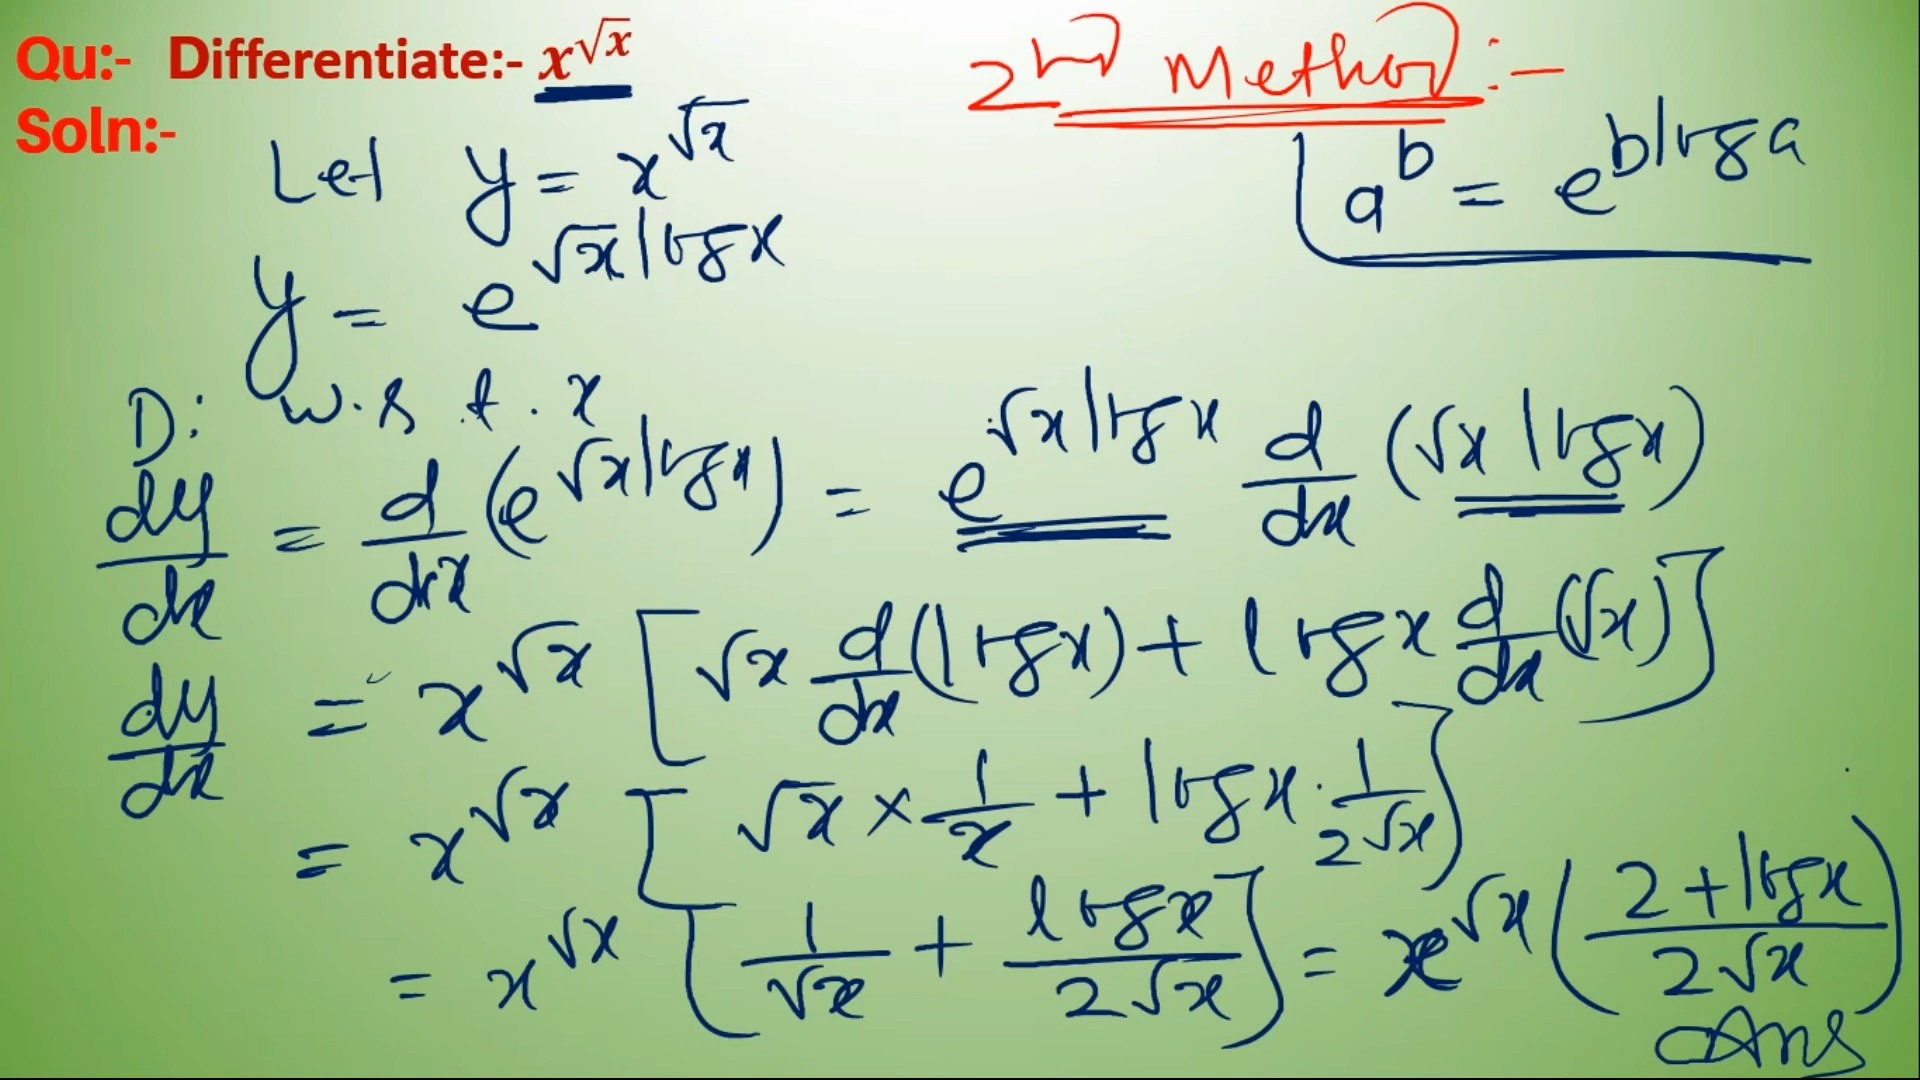 Qu:- Differentiate:- x^√x
2nd Method:-
Soln:-
Let y = x^√x
a^b = e^(b log a)
y = e^(√x log x)
D: w.r.t. x
dy/dx = d/dx (e^(√x log x)) = e^(√x log x) d/dx (√x log x)
dy/dx = x^√x [√x d/dx (log x) + log x d/dx (√x)]
= x^√x [√x × 1/x + log x · 1/(2√x)]
= x^√x [1/√x + log x/(2√x)] = x^√x ((2 + log x)/(2√x))
Ans